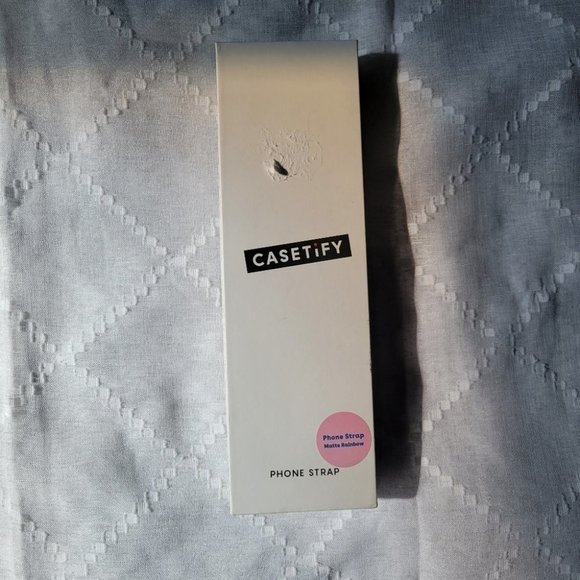 CASETiFY
Phone Strap
Matte Rainbow
PHONE STRAP